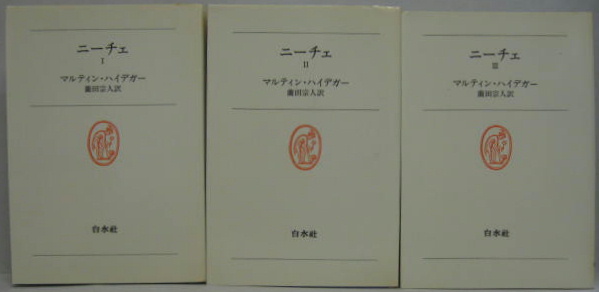 ニーチェ
I
マルティン・ハイデガー
薗田宗人訳
白水社
ニーチェ
II
マルティン・ハイデガー
薗田宗人訳
白水社
ニーチェ
III
マルティン・ハイデガー
薗田宗人訳
白水社